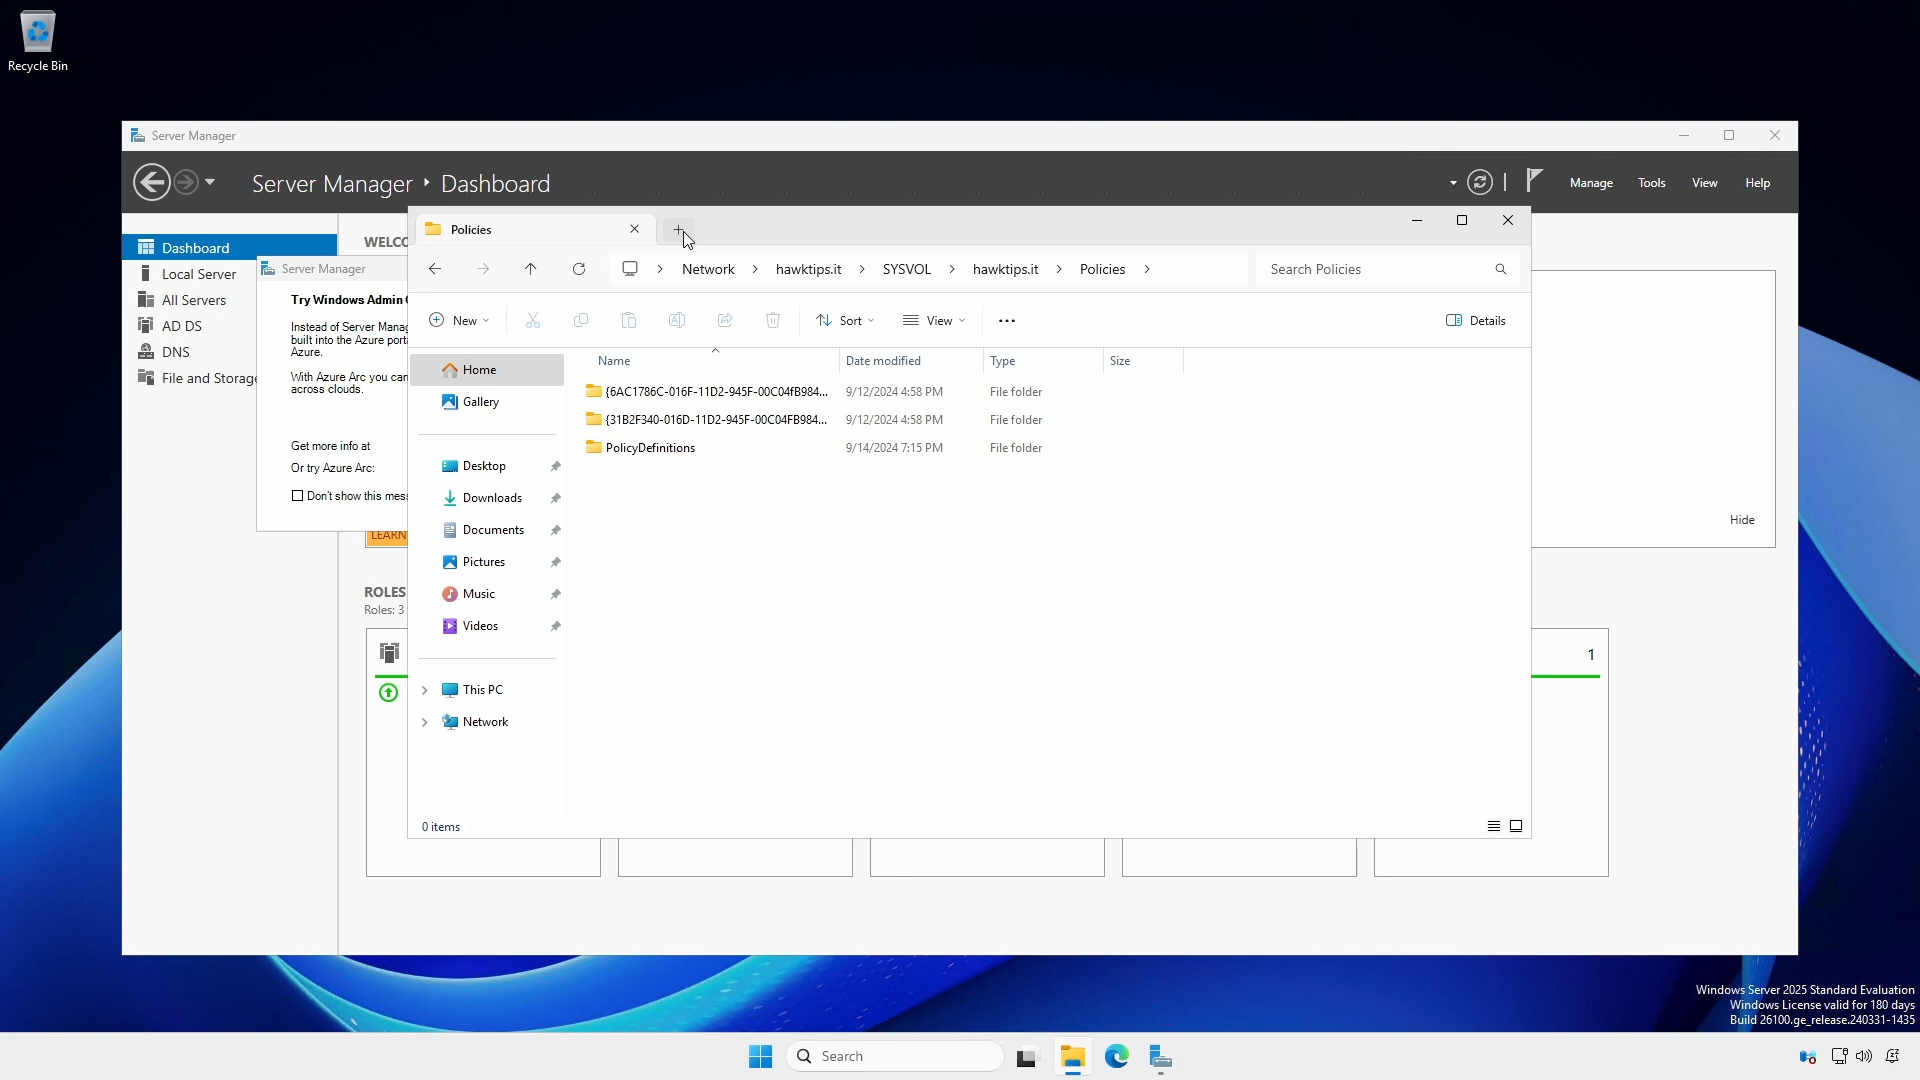 Recycle Bin
Server Manager
Server Manager Dashboard
Manage Tools View Help
Dashboard
Local Server
All Servers
AD DS
DNS
File and Storage
WELCO
Server Manager
Try Windows Admin C
Instead of Server Manag
built into the Azure porta
Azure.
With Azure Arc you can
across clouds.
Get more info at
Or try Azure Arc:
Don't show this mess
LEARN
ROLES
Roles: 3
Policies
Network hawktips.it SYSVOL hawktips.it Policies
Search Policies
New Sort View Details
Home
Gallery
Desktop
Downloads
Documents
Pictures
Music
Videos
This PC
Network
Name Date modified Type Size
{6AC1786C-016F-11D2-945F-00C04fB984... 9/12/2024 4:58 PM File folder
{31B2F340-016D-11D2-945F-00C04FB984... 9/12/2024 4:58 PM File folder
PolicyDefinitions 9/14/2024 7:15 PM File folder
0 items
Hide
1
Windows Server 2025 Standard Evaluation
Windows License valid for 180 days
Build 26100.ge_release.240331-1435
Search